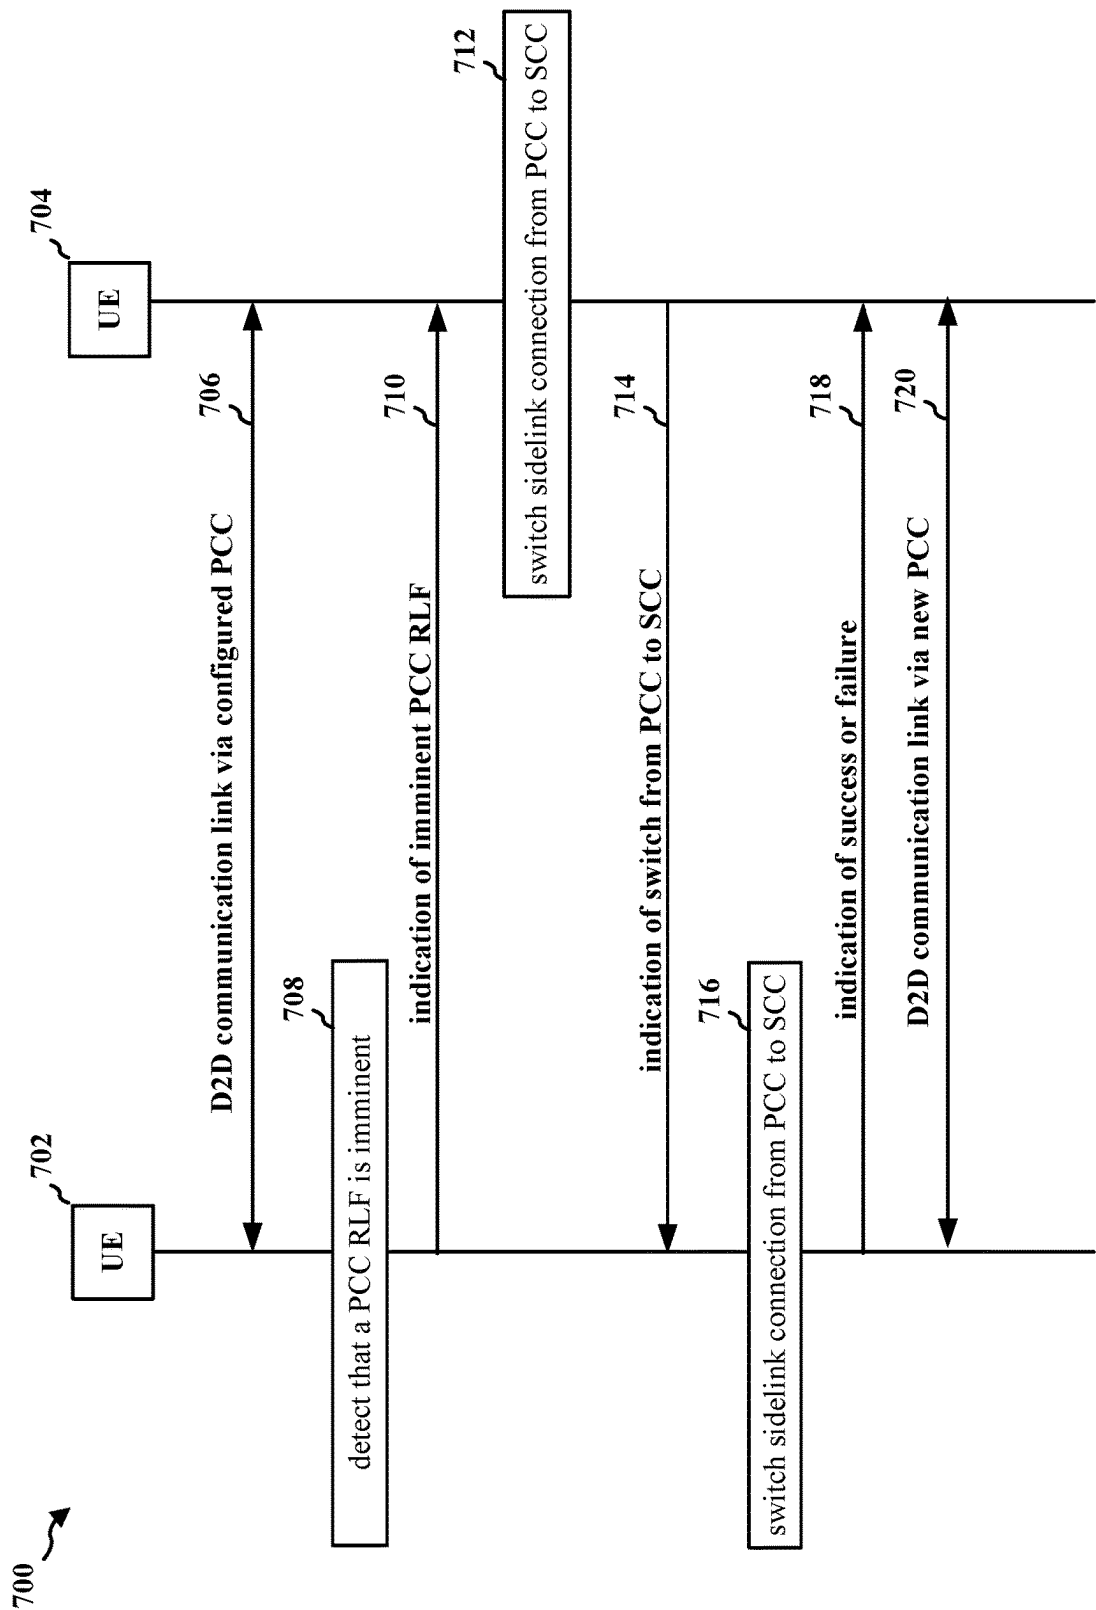 700
702
UE
704
UE
706
D2D communication link via configured PCC
708
detect that a PCC RLF is imminent
710
indication of imminent PCC RLF
712
switch sidelink connection from PCC to SCC
714
indication of switch from PCC to SCC
716
switch sidelink connection from PCC to SCC
718
indication of success or failure
720
D2D communication link via new PCC